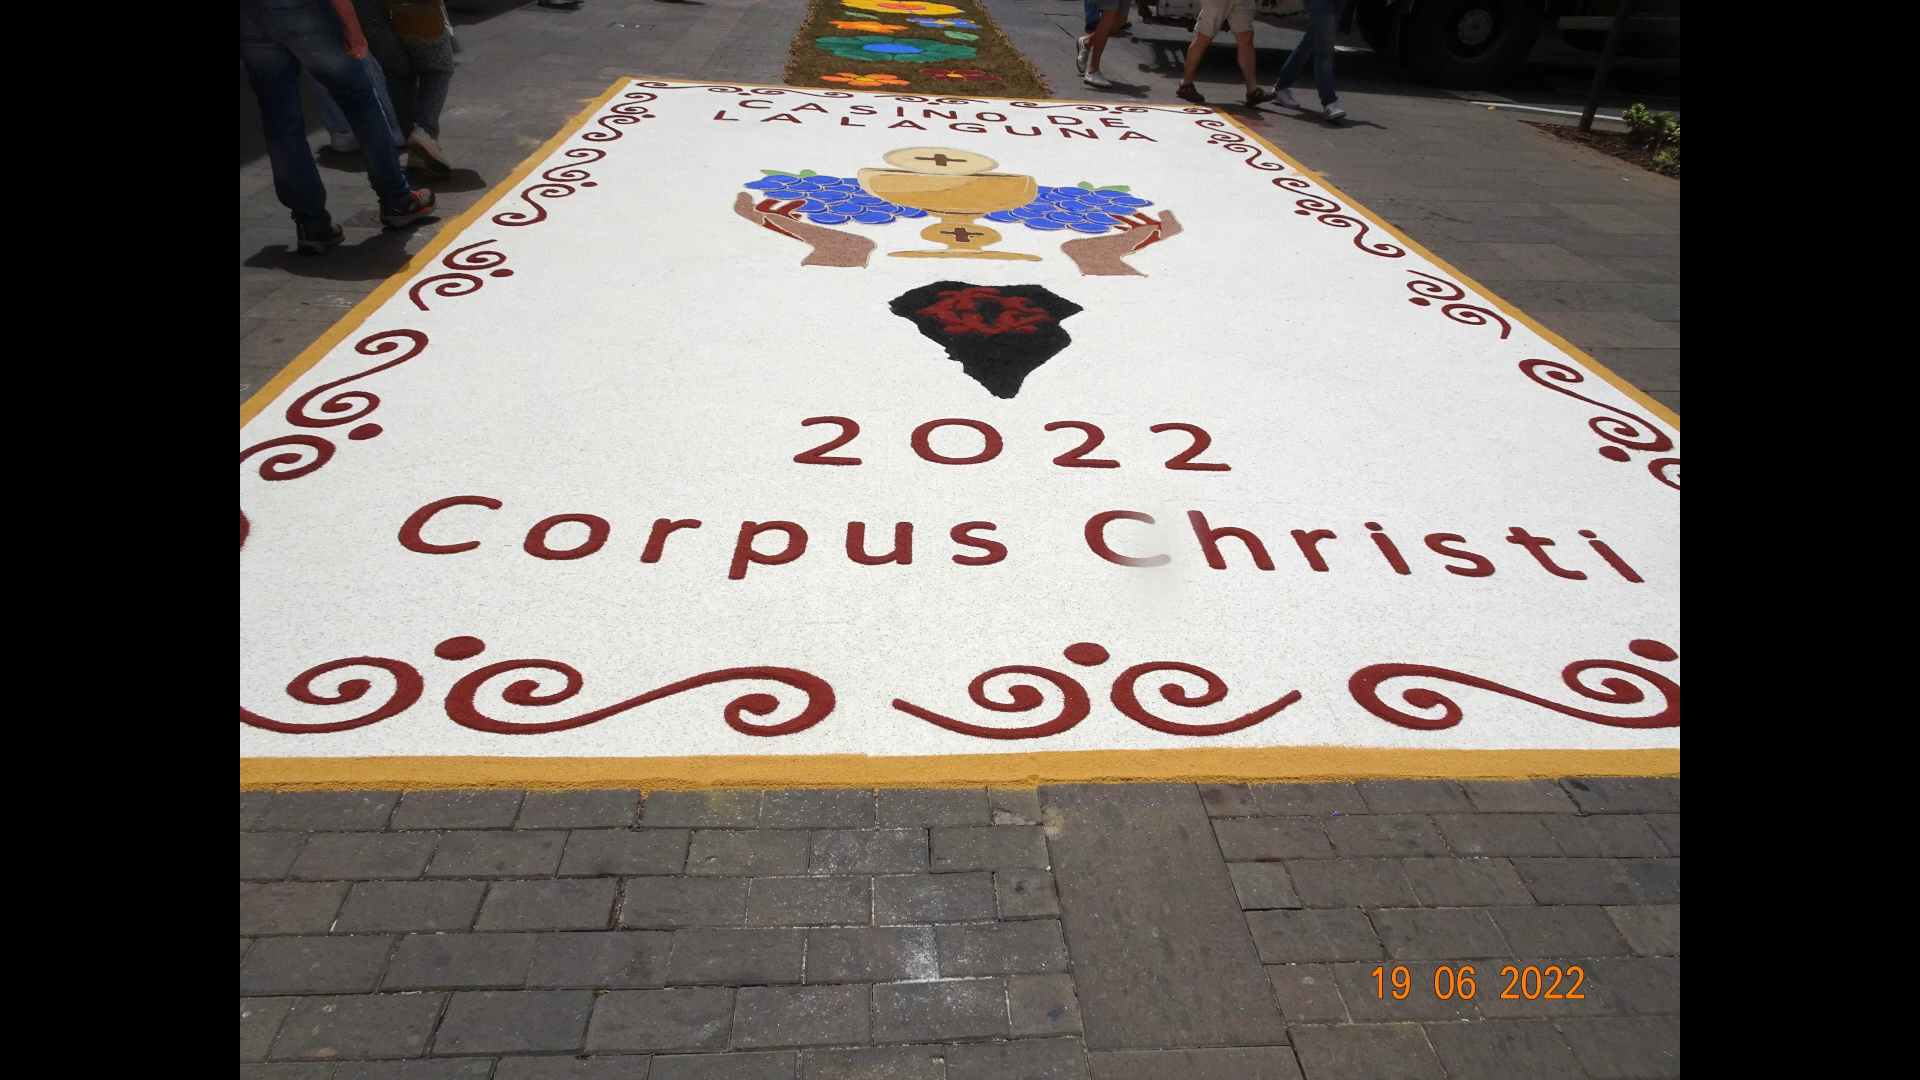 CASINO DE
LA LAGUNA
2022
Corpus Christi
19 06 2022